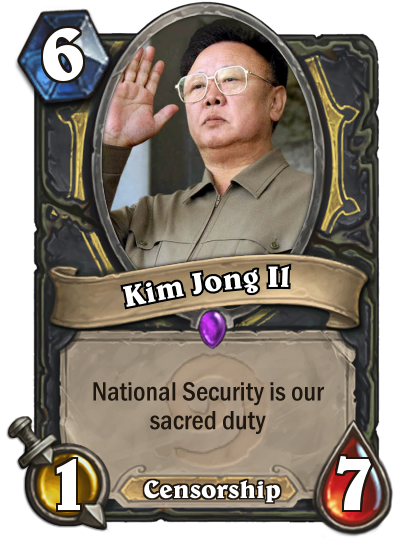 6
Kim Jong Il
National Security is our
sacred duty
1
Censorship
7